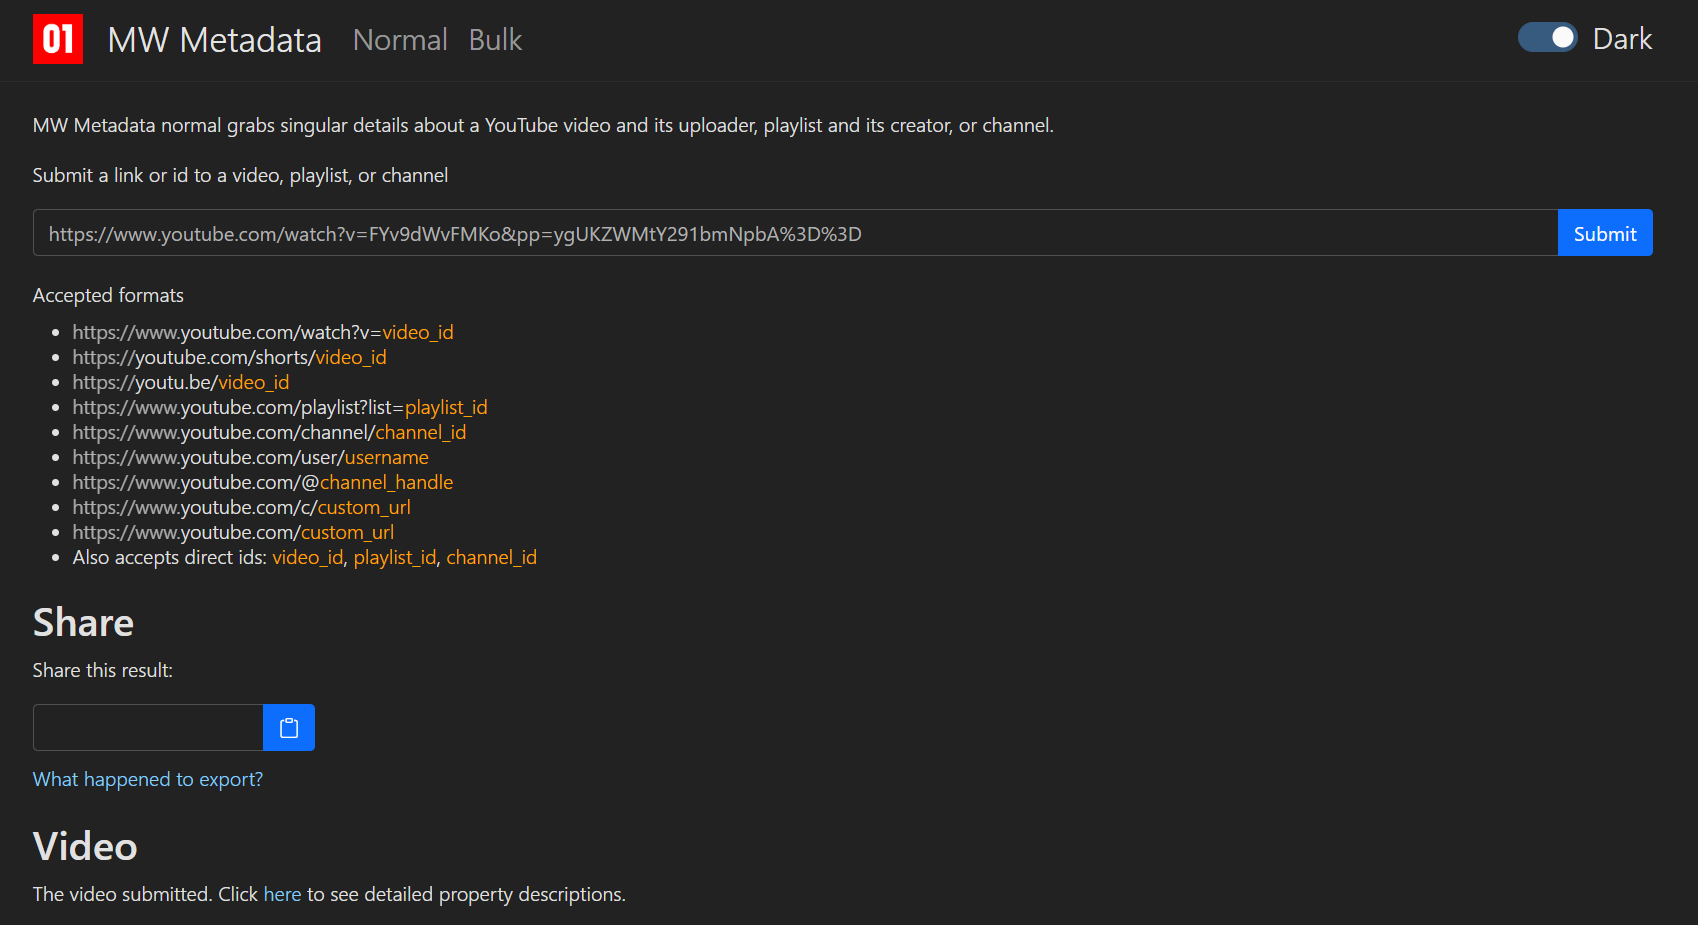 01 MW Metadata Normal Bulk Dark
MW Metadata normal grabs singular details about a YouTube video and its uploader, playlist and its creator, or channel.
Submit a link or id to a video, playlist, or channel
https://www.youtube.com/watch?v=FYv9dWvFMKo&pp=ygUKZWMtY291bmNpbA%3D%3D Submit
Accepted formats
• https://www.youtube.com/watch?v=video_id
• https://youtube.com/shorts/video_id
• https://youtu.be/video_id
• https://www.youtube.com/playlist?list=playlist_id
• https://www.youtube.com/channel/channel_id
• https://www.youtube.com/user/username
• https://www.youtube.com/@channel_handle
• https://www.youtube.com/c/custom_url
• https://www.youtube.com/custom_url
• Also accepts direct ids: video_id, playlist_id, channel_id
Share
Share this result:
What happened to export?
Video
The video submitted. Click here to see detailed property descriptions.